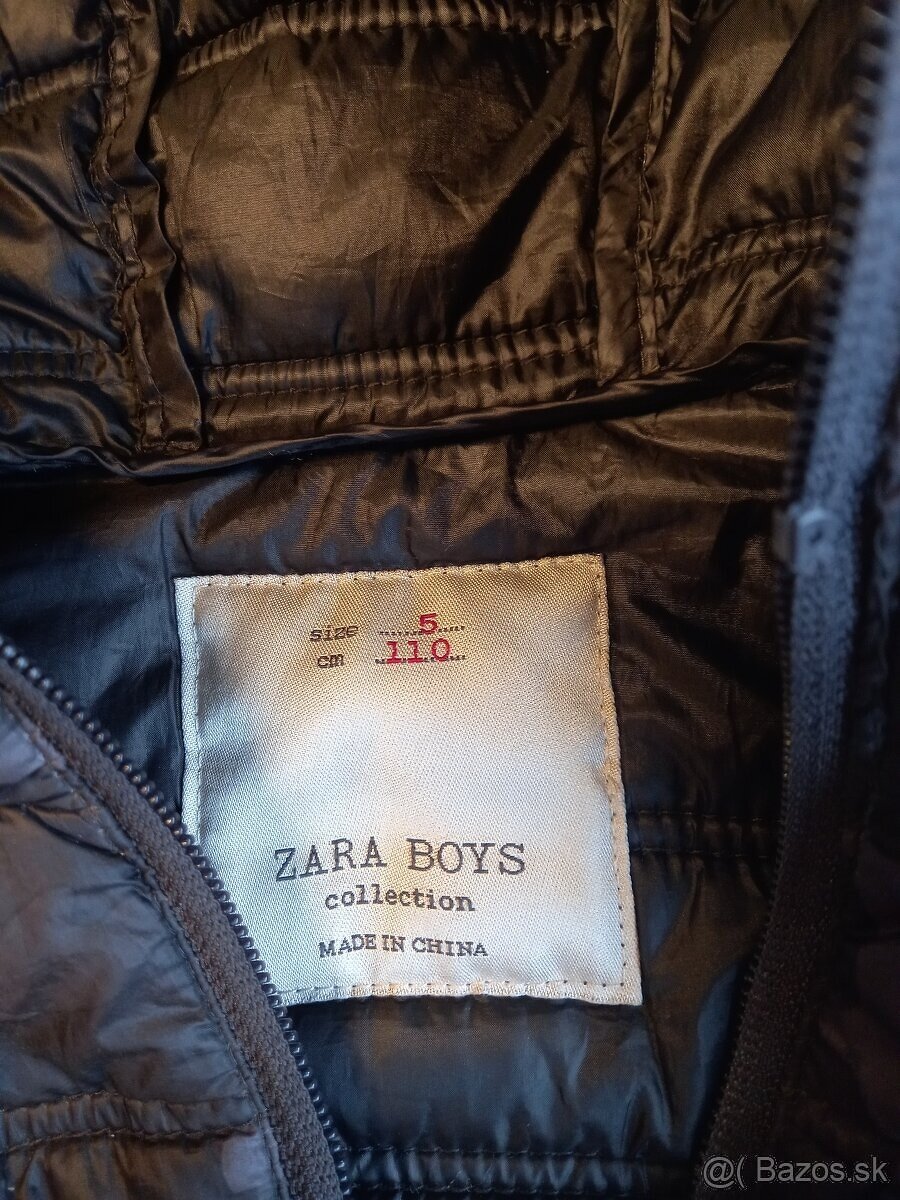 size 5
cm 110
ZARA BOYS
collection
MADE IN CHINA
@( Bazos.sk